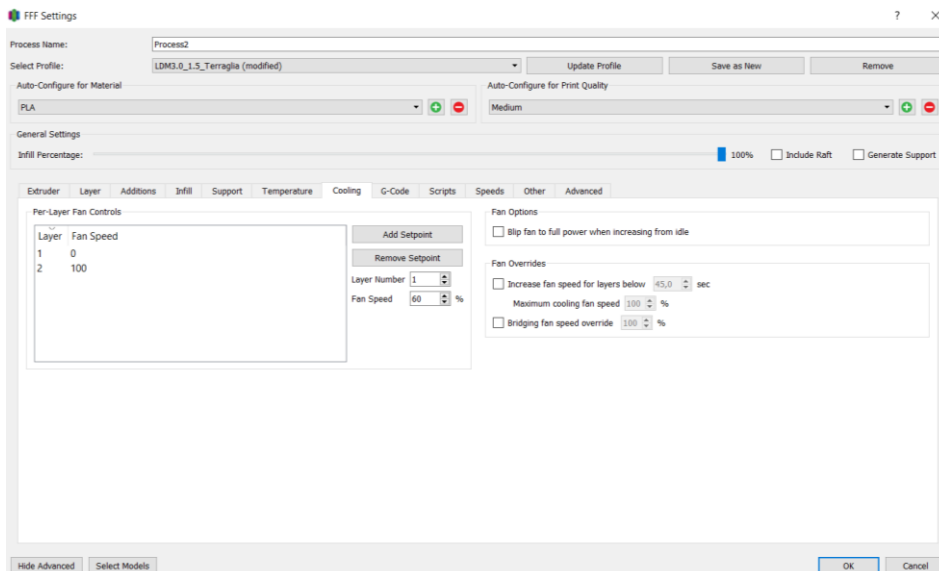 FFF Settings ?
Process Name: Process2
Select Profile: LDM3.0_1.5_Terraglia (modified) Update Profile Save as New Remove
Auto-Configure for Material Auto-Configure for Print Quality
PLA Medium
General Settings
Infill Percentage: 100% Include Raft Generate Support
Extruder Layer Additions Infill Support Temperature Cooling G-Code Scripts Speeds Other Advanced
Per-Layer Fan Controls
Layer Fan Speed
1 0
2 100
Add Setpoint
Remove Setpoint
Layer Number 1
Fan Speed 60 %
Fan Options
Blip fan to full power when increasing from idle
Fan Overrides
Increase fan speed for layers below 45,0 sec
Maximum cooling fan speed 100 %
Bridging fan speed override 100 %
Hide Advanced Select Models OK Cancel